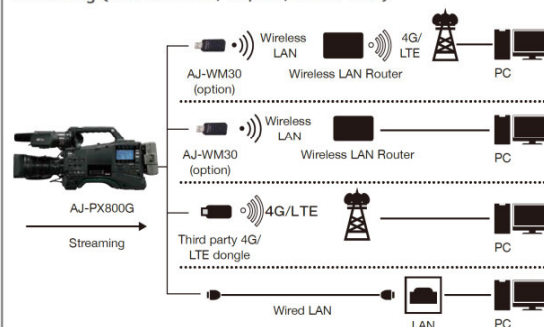 Wireless
LAN
4G/
LTE
AJ-WM30
(option)
Wireless LAN Router
PC
Wireless
LAN
AJ-WM30
(option)
Wireless LAN Router
PC
AJ-PX800G
Streaming
4G/LTE
Third party 4G/
LTE dongle
PC
Wired LAN
LAN
PC